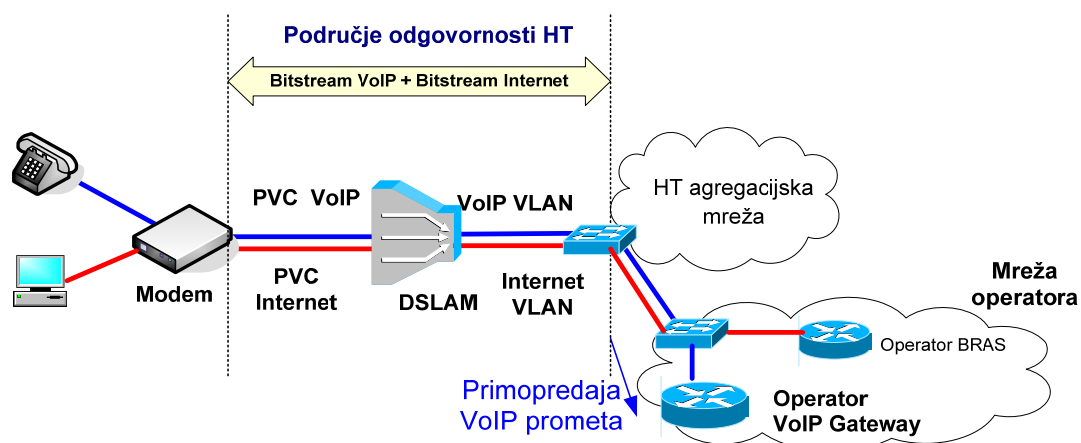 Područje odgovornosti HT
Bitstream VoIP + Bitstream Internet
HT agregacijska
mreža
PVC VoIP
VoIP VLAN
PVC
Internet
Internet
VLAN
Modem
DSLAM
Mreža
operatora
Operator BRAS
Primopredaja
VoIP prometa
Operator
VoIP Gateway